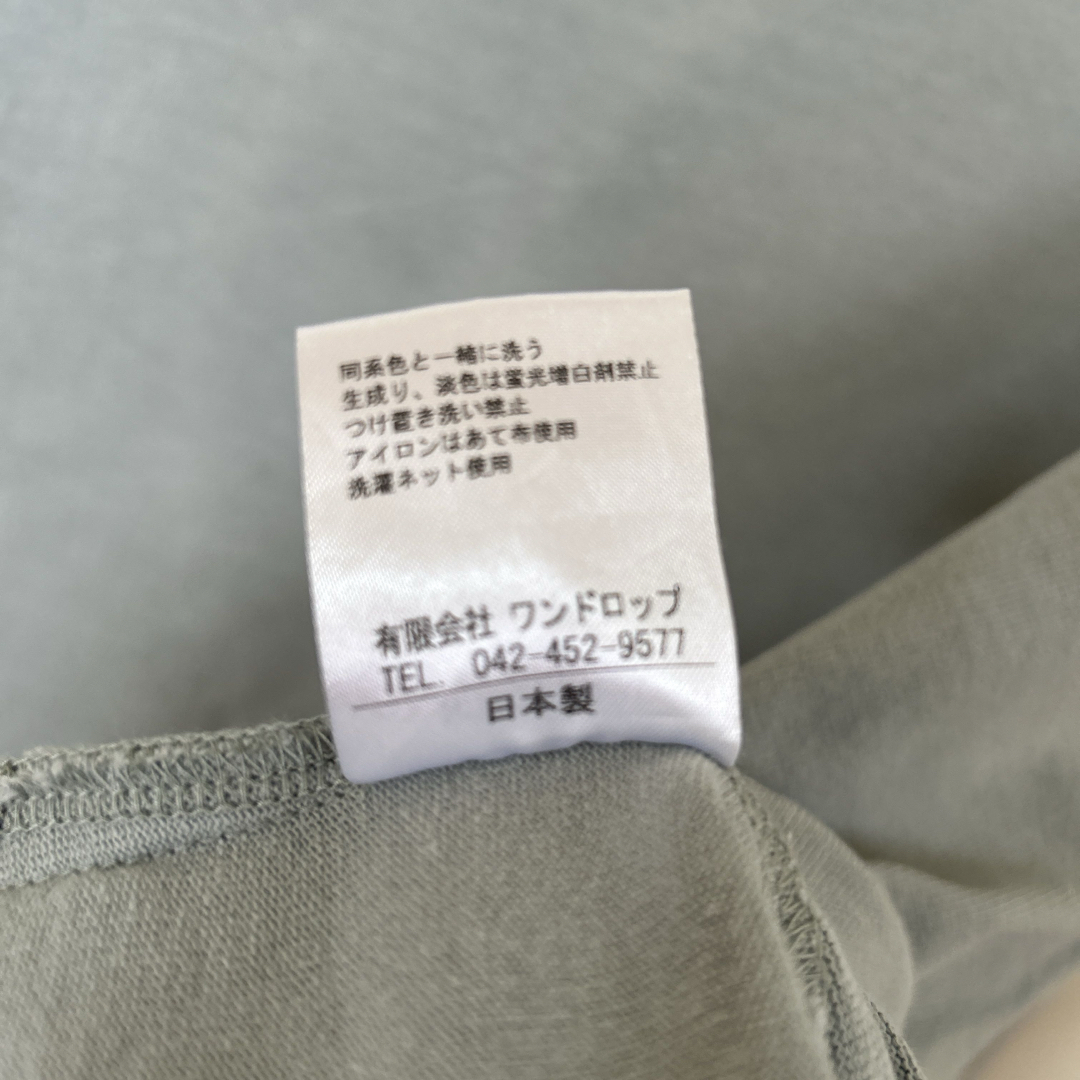 同系色と一緒に洗う
生成り、淡色は蛍光増白剤禁止
つけ置き洗い禁止
アイロンはあて布使用
洗濯ネット使用
有限会社 ワンドロップ
TEL. 042-452-9577
日本製